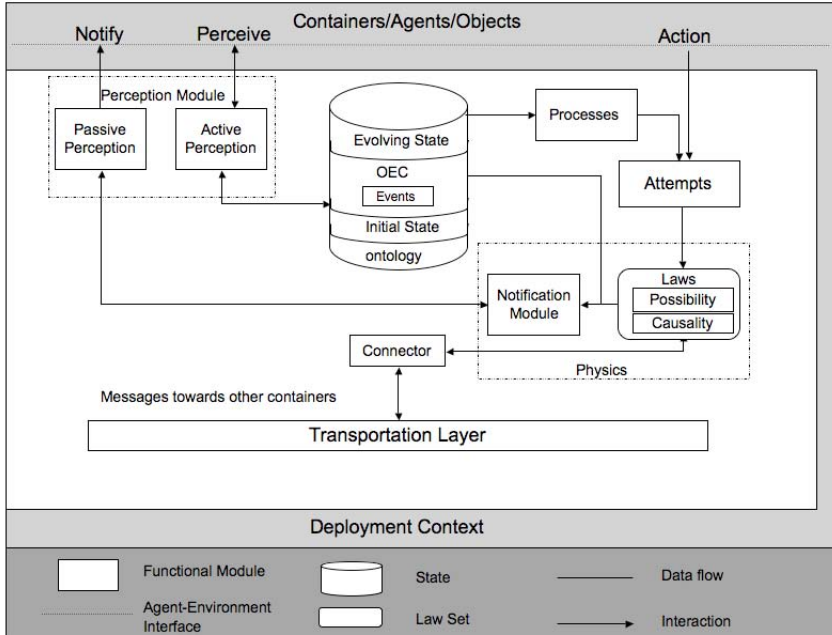 Containers/Agents/Objects
Notify
Perceive
Action
Perception Module
Passive
Perception
Active
Perception
Evolving State
OEC
Events
Initial State
ontology
Processes
Attempts
Laws
Possibility
Causality
Notification
Module
Physics
Connector
Messages towards other containers
Transportation Layer
Deployment Context
Functional Module
State
Data flow
Agent-Environment
Interface
Law Set
Interaction